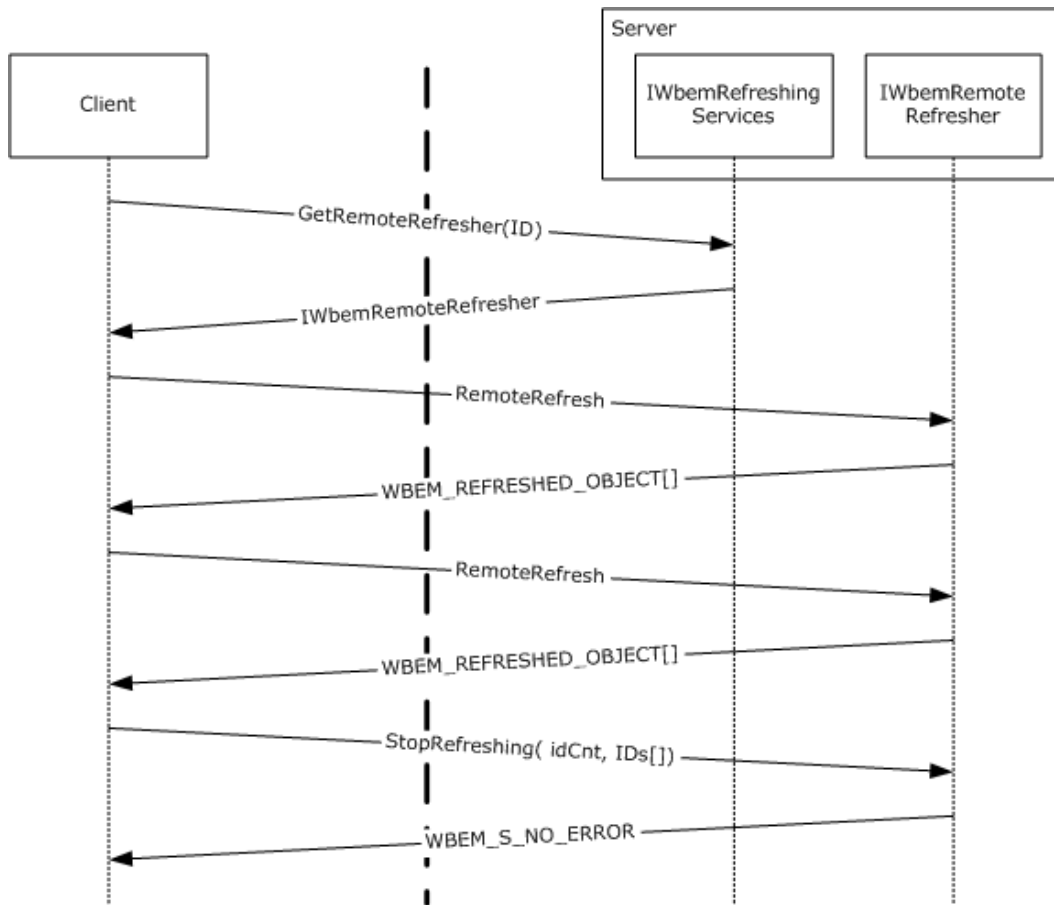 Server
Client
IWbemRefreshing
Services
IWbemRemote
Refresher
GetRemoteRefresher(ID)
IWbemRemoteRefresher
RemoteRefresh
WBEM_REFRESHED_OBJECT[]
RemoteRefresh
WBEM_REFRESHED_OBJECT[]
StopRefreshing( idCnt, IDs[])
WBEM_S_NO_ERROR